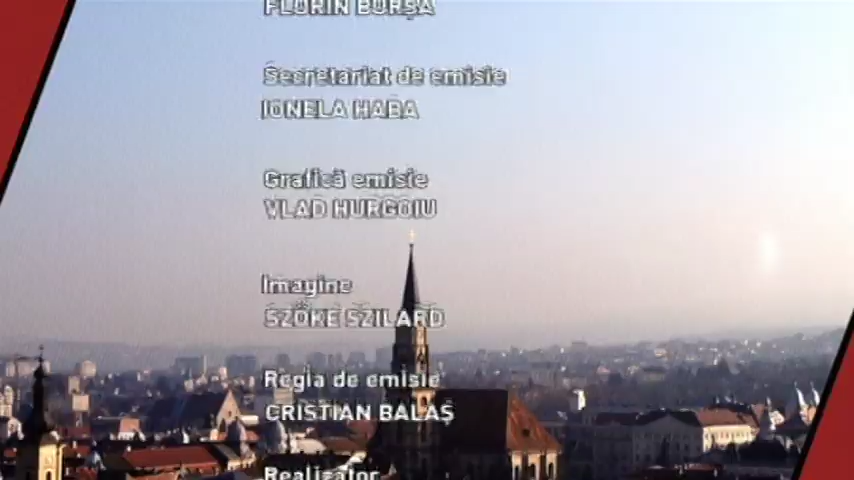 FLORIN BURȘA
Secretariat de emisie
IONELA HABA
Grafică emisie
VLAD HURGOIU
Imagine
SZŐKE SZILARD
Regia de emisie
CRISTIAN BALAȘ
Realizator